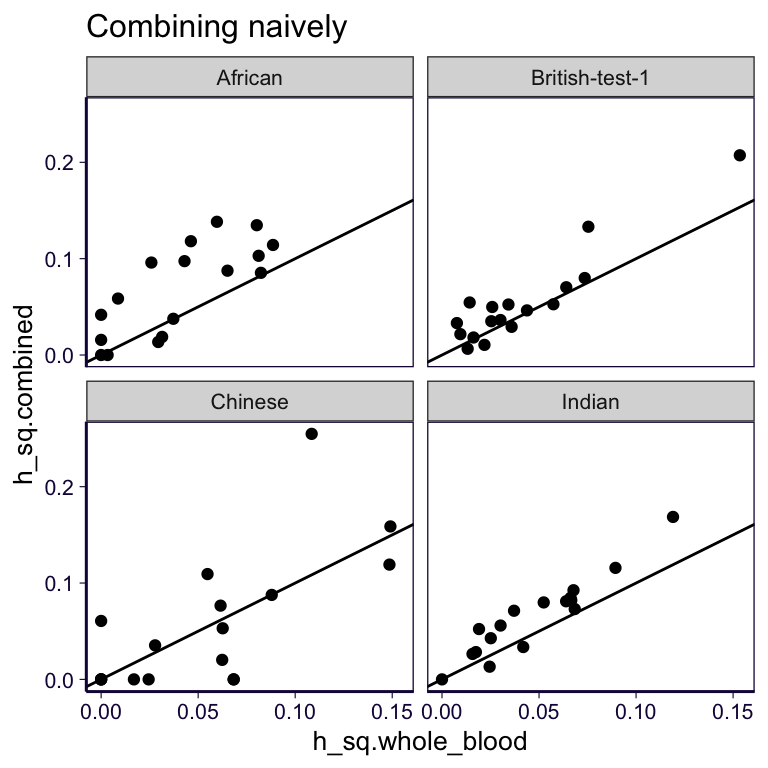 Combining naively
African
British-test-1
0.2
0.1
0.0
Chinese
Indian
0.2
0.1
0.0
h_sq.combined
0.00 0.05 0.10 0.15 0.00 0.05 0.10 0.15
h_sq.whole_blood